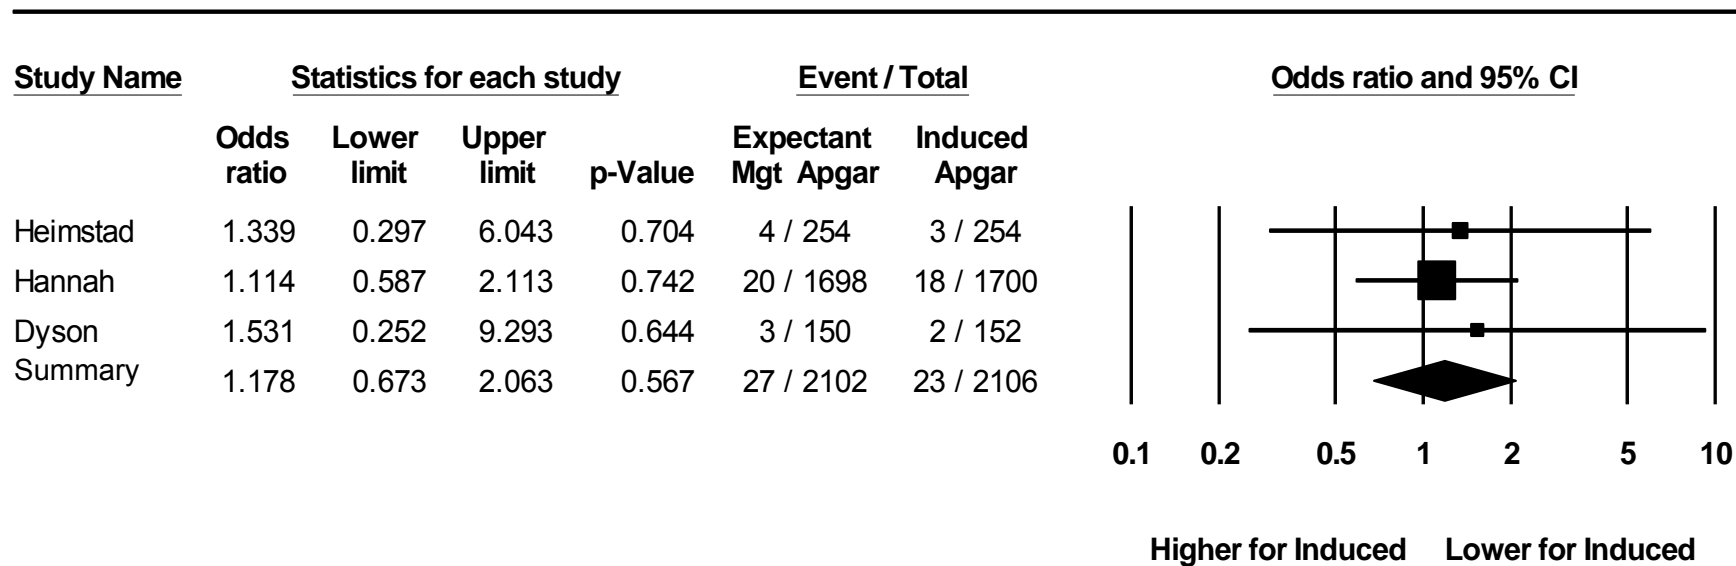 Study Name Statistics for each study Event / Total Odds ratio and 95% CI
Odds ratio Lower limit Upper limit p-Value Expectant Mgt Apgar Induced Apgar
Heimstad 1.339 0.297 6.043 0.704 4 / 254 3 / 254
Hannah 1.114 0.587 2.113 0.742 20 / 1698 18 / 1700
Dyson 1.531 0.252 9.293 0.644 3 / 150 2 / 152
Summary 1.178 0.673 2.063 0.567 27 / 2102 23 / 2106
0.1 0.2 0.5 1 2 5 10
Higher for Induced Lower for Induced